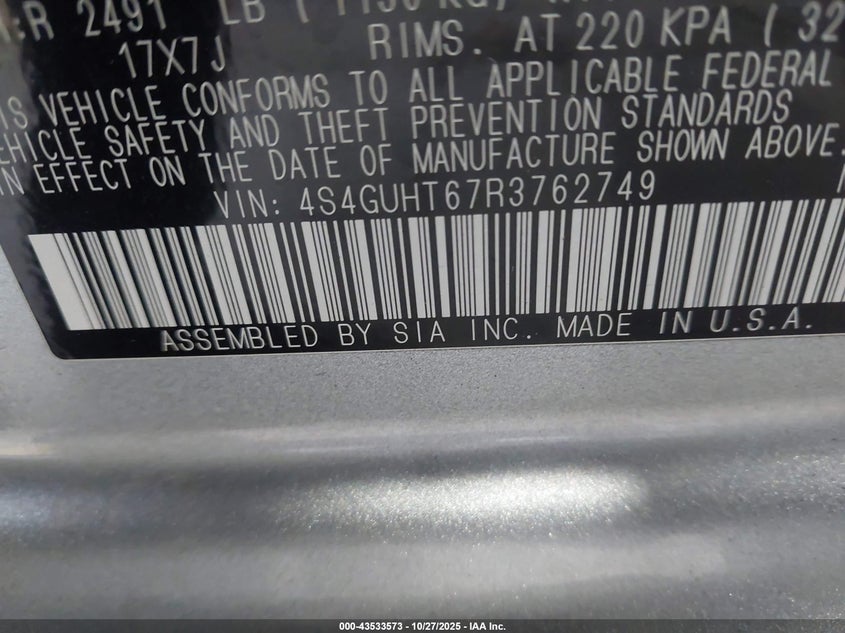 R 2491 LB (
17X7J RIMS. AT 220 KPA ( 32
IS VEHICLE CONFORMS TO ALL APPLICABLE FEDERAL
EHICLE SAFETY AND THEFT PREVENTION STANDARDS
IN EFFECT ON THE DATE OF MANUFACTURE SHOWN ABOVE.
VIN: 4S4GUHT67R3762749
ASSEMBLED BY SIA INC. MADE IN U.S.A.
000-43533573 | 10/27/2025 - IAA Inc.